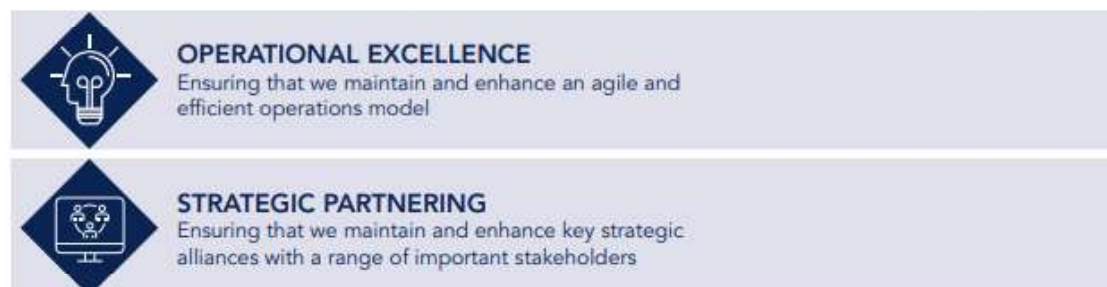 OPERATIONAL EXCELLENCE
Ensuring that we maintain and enhance an agile and
efficient operations model
STRATEGIC PARTNERING
Ensuring that we maintain and enhance key strategic
alliances with a range of important stakeholders